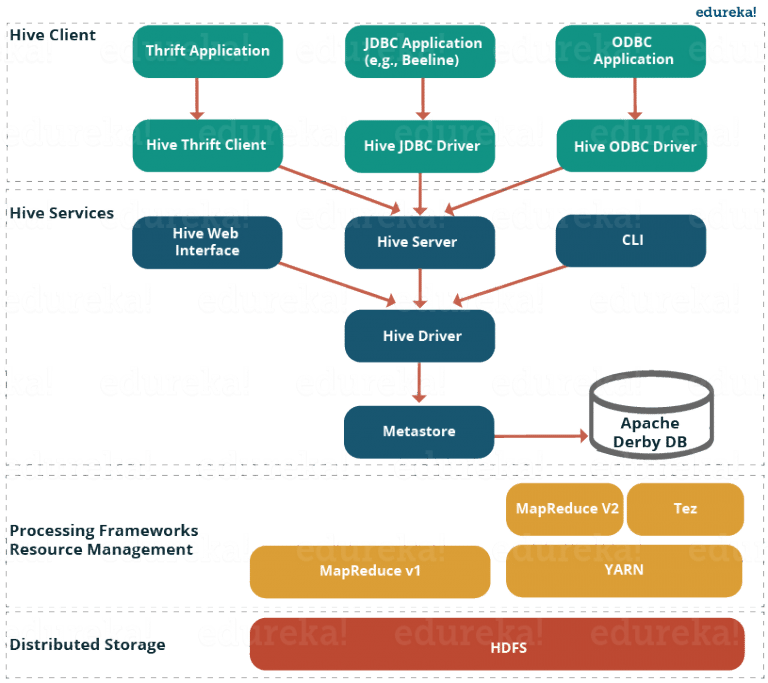 edureka!
Hive Client
Thrift Application
JDBC Application
(e,g., Beeline)
ODBC
Application
Hive Thrift Client
Hive JDBC Driver
Hive ODBC Driver
Hive Services
Hive Web
Interface
Hive Server
CLI
Hive Driver
Metastore
Apache
Derby DB
Processing Frameworks
Resource Management
MapReduce V2
Tez
MapReduce v1
YARN
Distributed Storage
HDFS